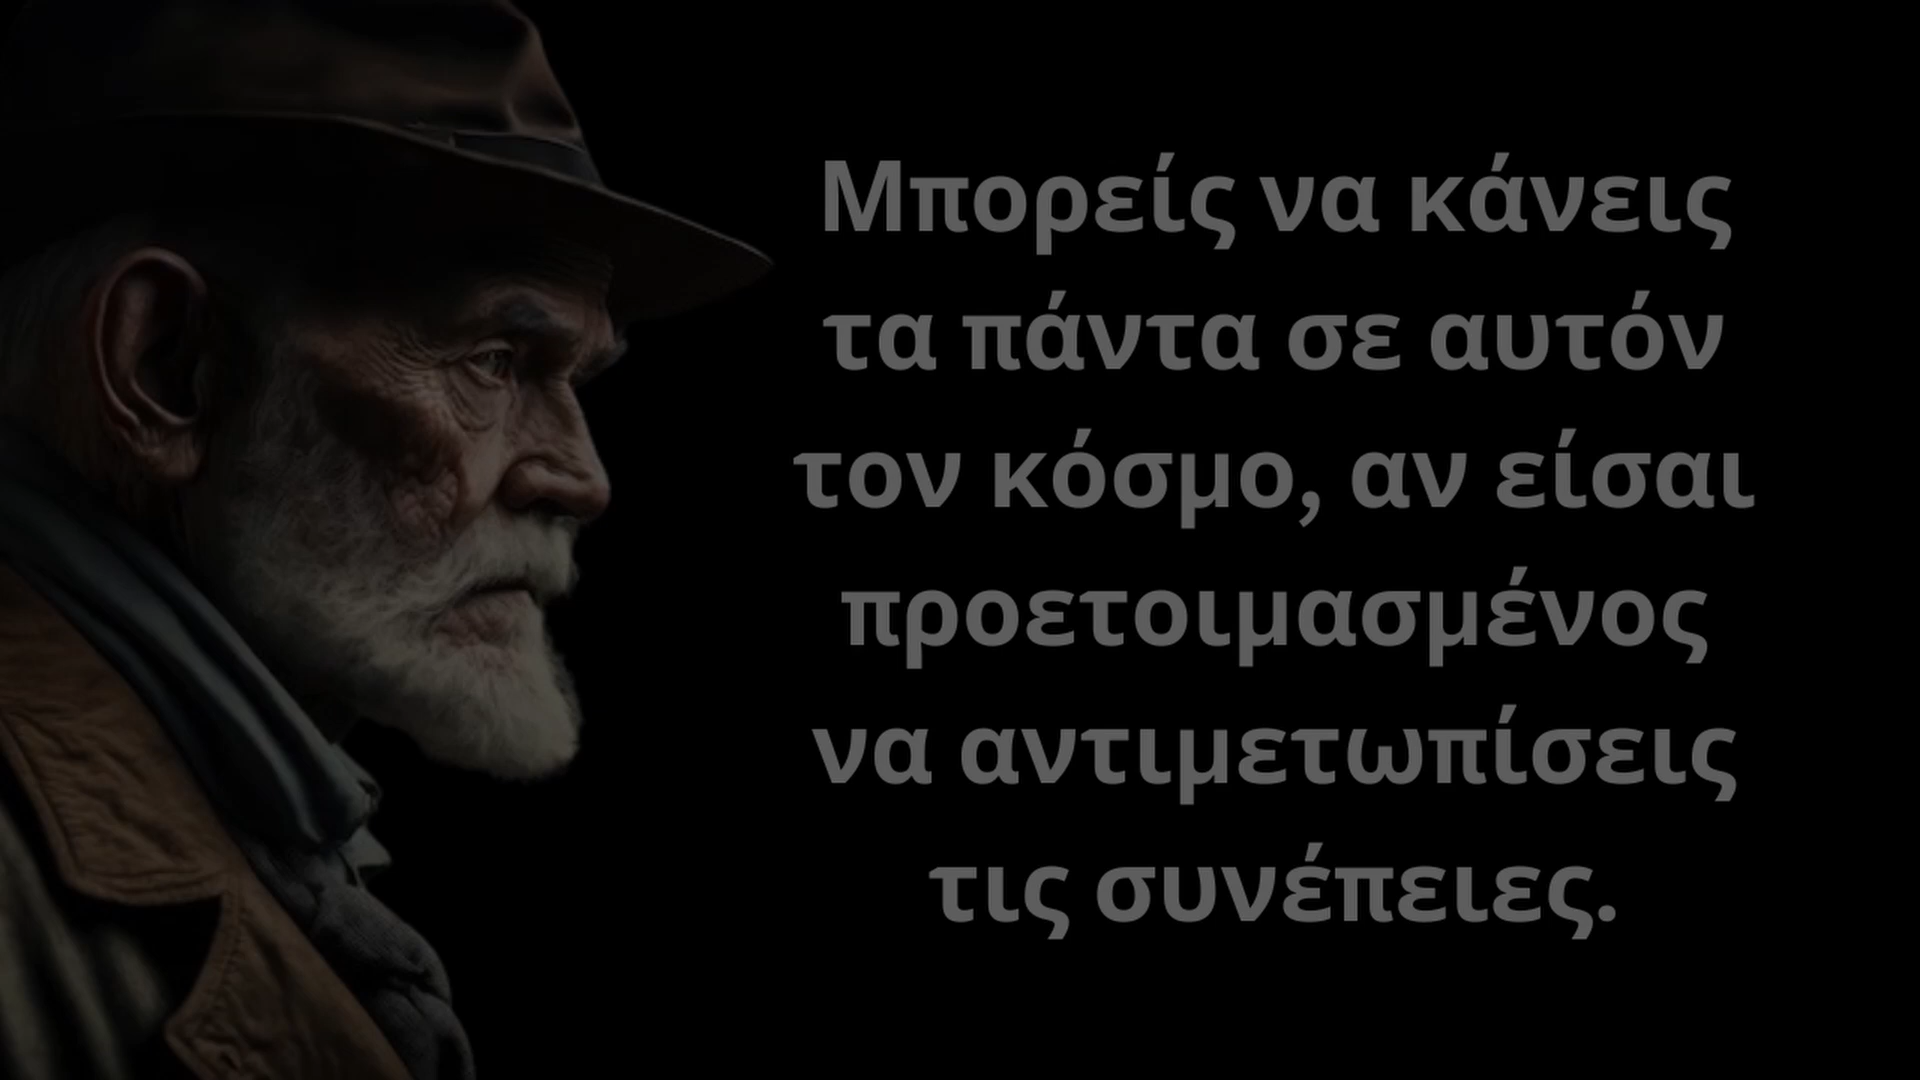 Μπορείς να κάνεις
τα πάντα σε αυτόν
τον κόσμο, αν είσαι
προετοιμασμένος
να αντιμετωπίσεις
τις συνέπειες.